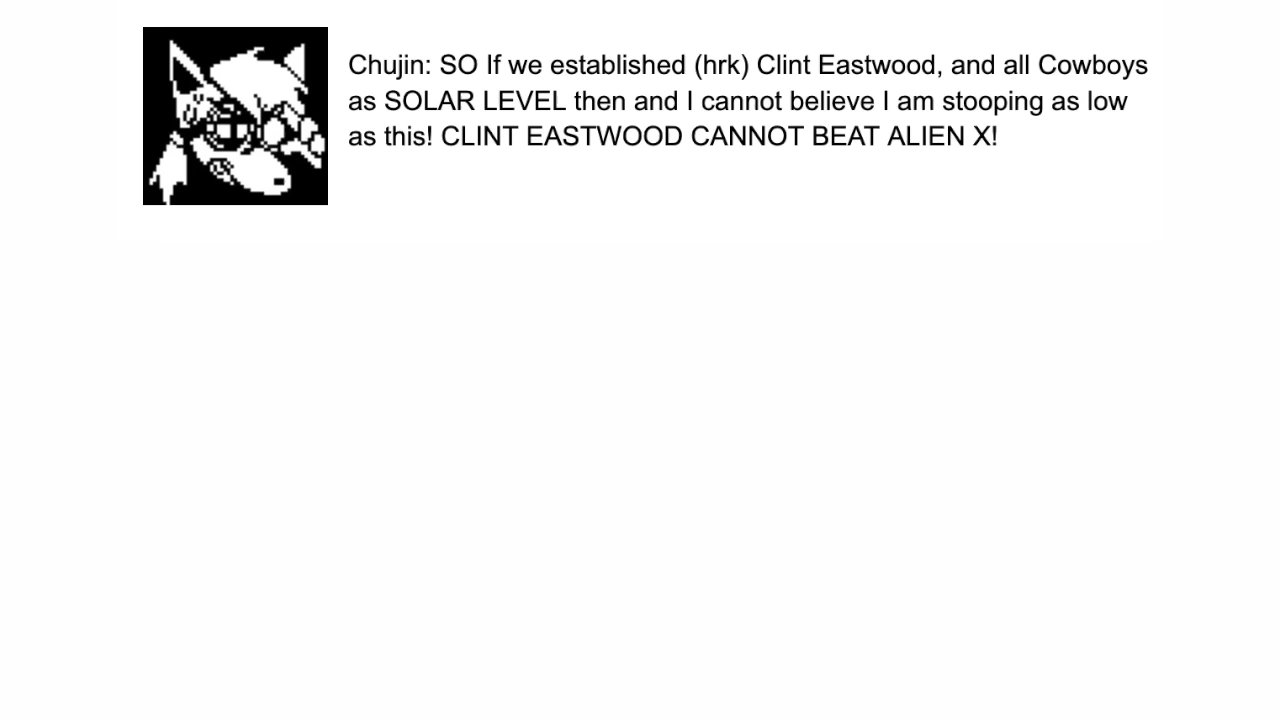 Chujin: SO If we established (hrk) Clint Eastwood, and all Cowboys
as SOLAR LEVEL then and I cannot believe I am stooping as low
as this! CLINT EASTWOOD CANNOT BEAT ALIEN X!